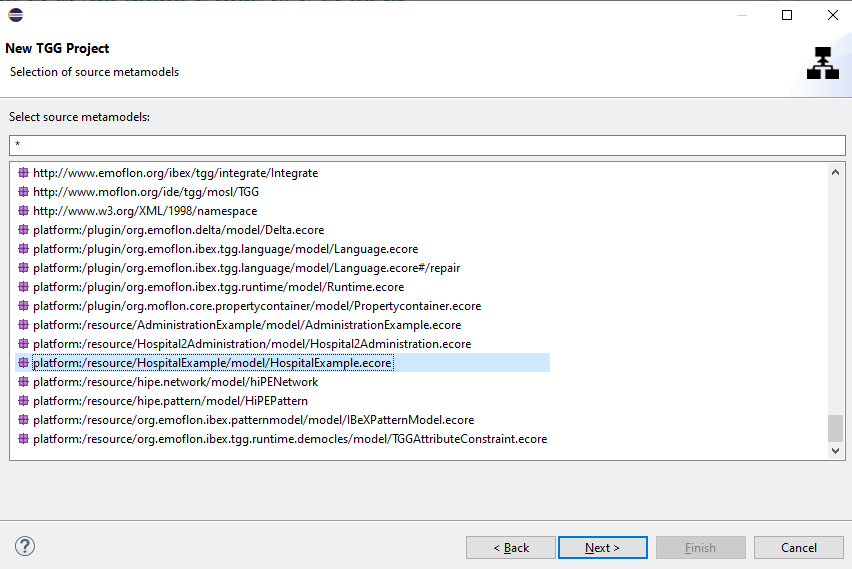 New TGG Project
Selection of source metamodels
Select source metamodels:
*
http://www.emoflon.org/ibex/tgg/integrate/Integrate
http://www.moflon.org/ide/tgg/mosl/TGG
http://www.w3.org/XML/1998/namespace
platform:/plugin/org.emoflon.delta/model/Delta.ecore
platform:/plugin/org.emoflon.ibex.tgg.language/model/Language.ecore
platform:/plugin/org.emoflon.ibex.tgg.language/model/Language.ecore#/repair
platform:/plugin/org.emoflon.ibex.tgg.runtime/model/Runtime.ecore
platform:/plugin/org.moflon.core.propertycontainer/model/Propertycontainer.ecore
platform:/resource/AdministrationExample/model/AdministrationExample.ecore
platform:/resource/Hospital2Administration/model/Hospital2Administration.ecore
platform:/resource/HospitalExample/model/HospitalExample.ecore
platform:/resource/hipe.network/model/hiPENetwork
platform:/resource/hipe.pattern/model/HiPEPattern
platform:/resource/org.emoflon.ibex.patternmodel/model/IBeXPatternModel.ecore
platform:/resource/org.emoflon.ibex.tgg.runtime.democles/model/TGGAttributeConstraint.ecore
? < Back Next > Finish Cancel